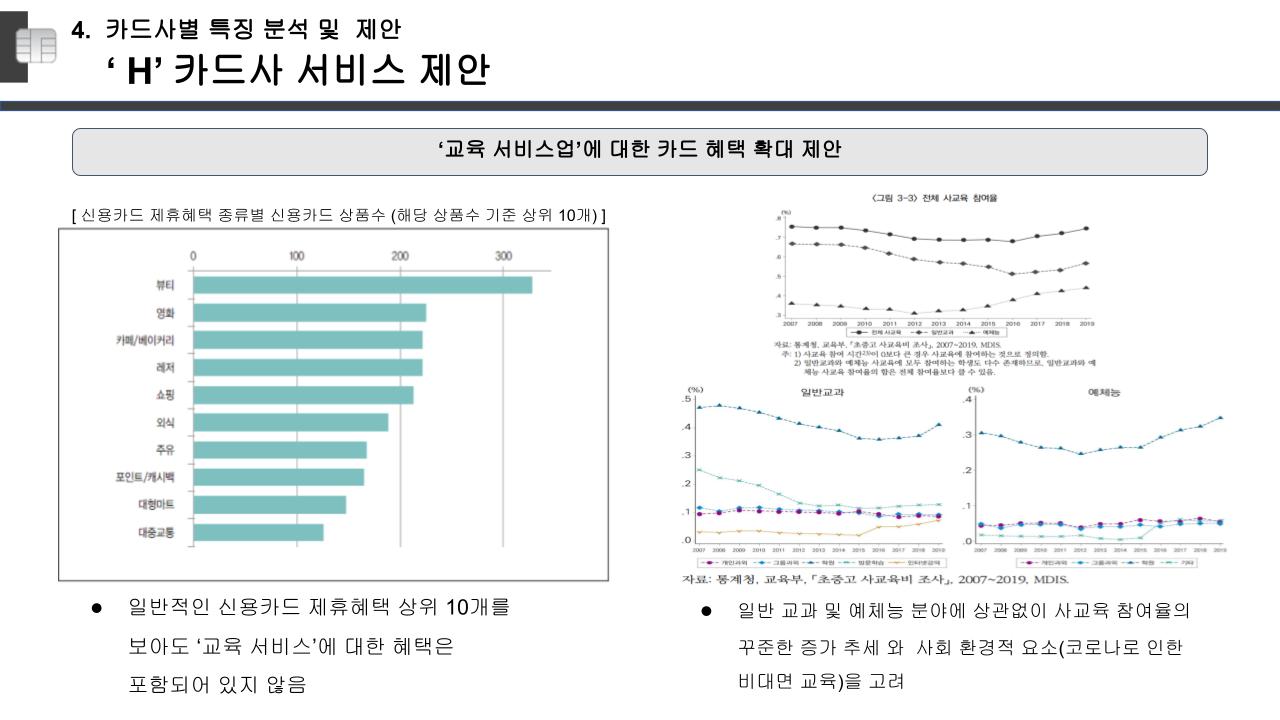 4. 카드사별 특징 분석 및 제안
‘ H’ 카드사 서비스 제안
‘교육 서비스업’에 대한 카드 혜택 확대 제안
[ 신용카드 제휴혜택 종류별 신용카드 상품수 (해당 상품수 기준 상위 10개) ]
0 100 200 300
뷰티
영화
카페/베이커리
레저
쇼핑
외식
주유
포인트/캐시백
대형마트
대중교통
● 일반적인 신용카드 제휴혜택 상위 10개를
보아도 ‘교육 서비스’에 대한 혜택은
포함되어 있지 않음
〈그림 3-3〉 전체 사교육 참여율
(%)
.8
.7
.6
.5
.4
.3
2007 2008 2009 2010 2011 2012 2013 2014 2015 2016 2017 2018 2019
전체 사교육 일반교과 예체능
자료: 통계청, 교육부, 「초중고 사교육비 조사」, 2007~2019, MDIS.
주: 1) 사교육 참여 시간23)이 0보다 큰 경우 사교육에 참여하는 것으로 정의함.
2) 일반교과와 예체능 사교육에 모두 참여하는 학생도 다수 존재하므로, 일반교과와 예
체능 사교육 참여율의 합은 전체 참여율보다 클 수 있음.
(%) 일반교과
.5
.4
.3
.2
.1
.0
2007 2008 2009 2010 2011 2012 2013 2014 2015 2016 2017 2018 2019
개인과외 그룹과외 학원 방문학습 인터넷강의
(%) 예체능
.4
.3
.2
.1
.0
2007 2008 2009 2010 2011 2012 2013 2014 2015 2016 2017 2018 2019
개인과외 그룹과외 학원 기타
자료: 통계청, 교육부, 「초중고 사교육비 조사」, 2007~2019, MDIS.
● 일반 교과 및 예체능 분야에 상관없이 사교육 참여율의
꾸준한 증가 추세 와 사회 환경적 요소(코로나로 인한
비대면 교육)을 고려